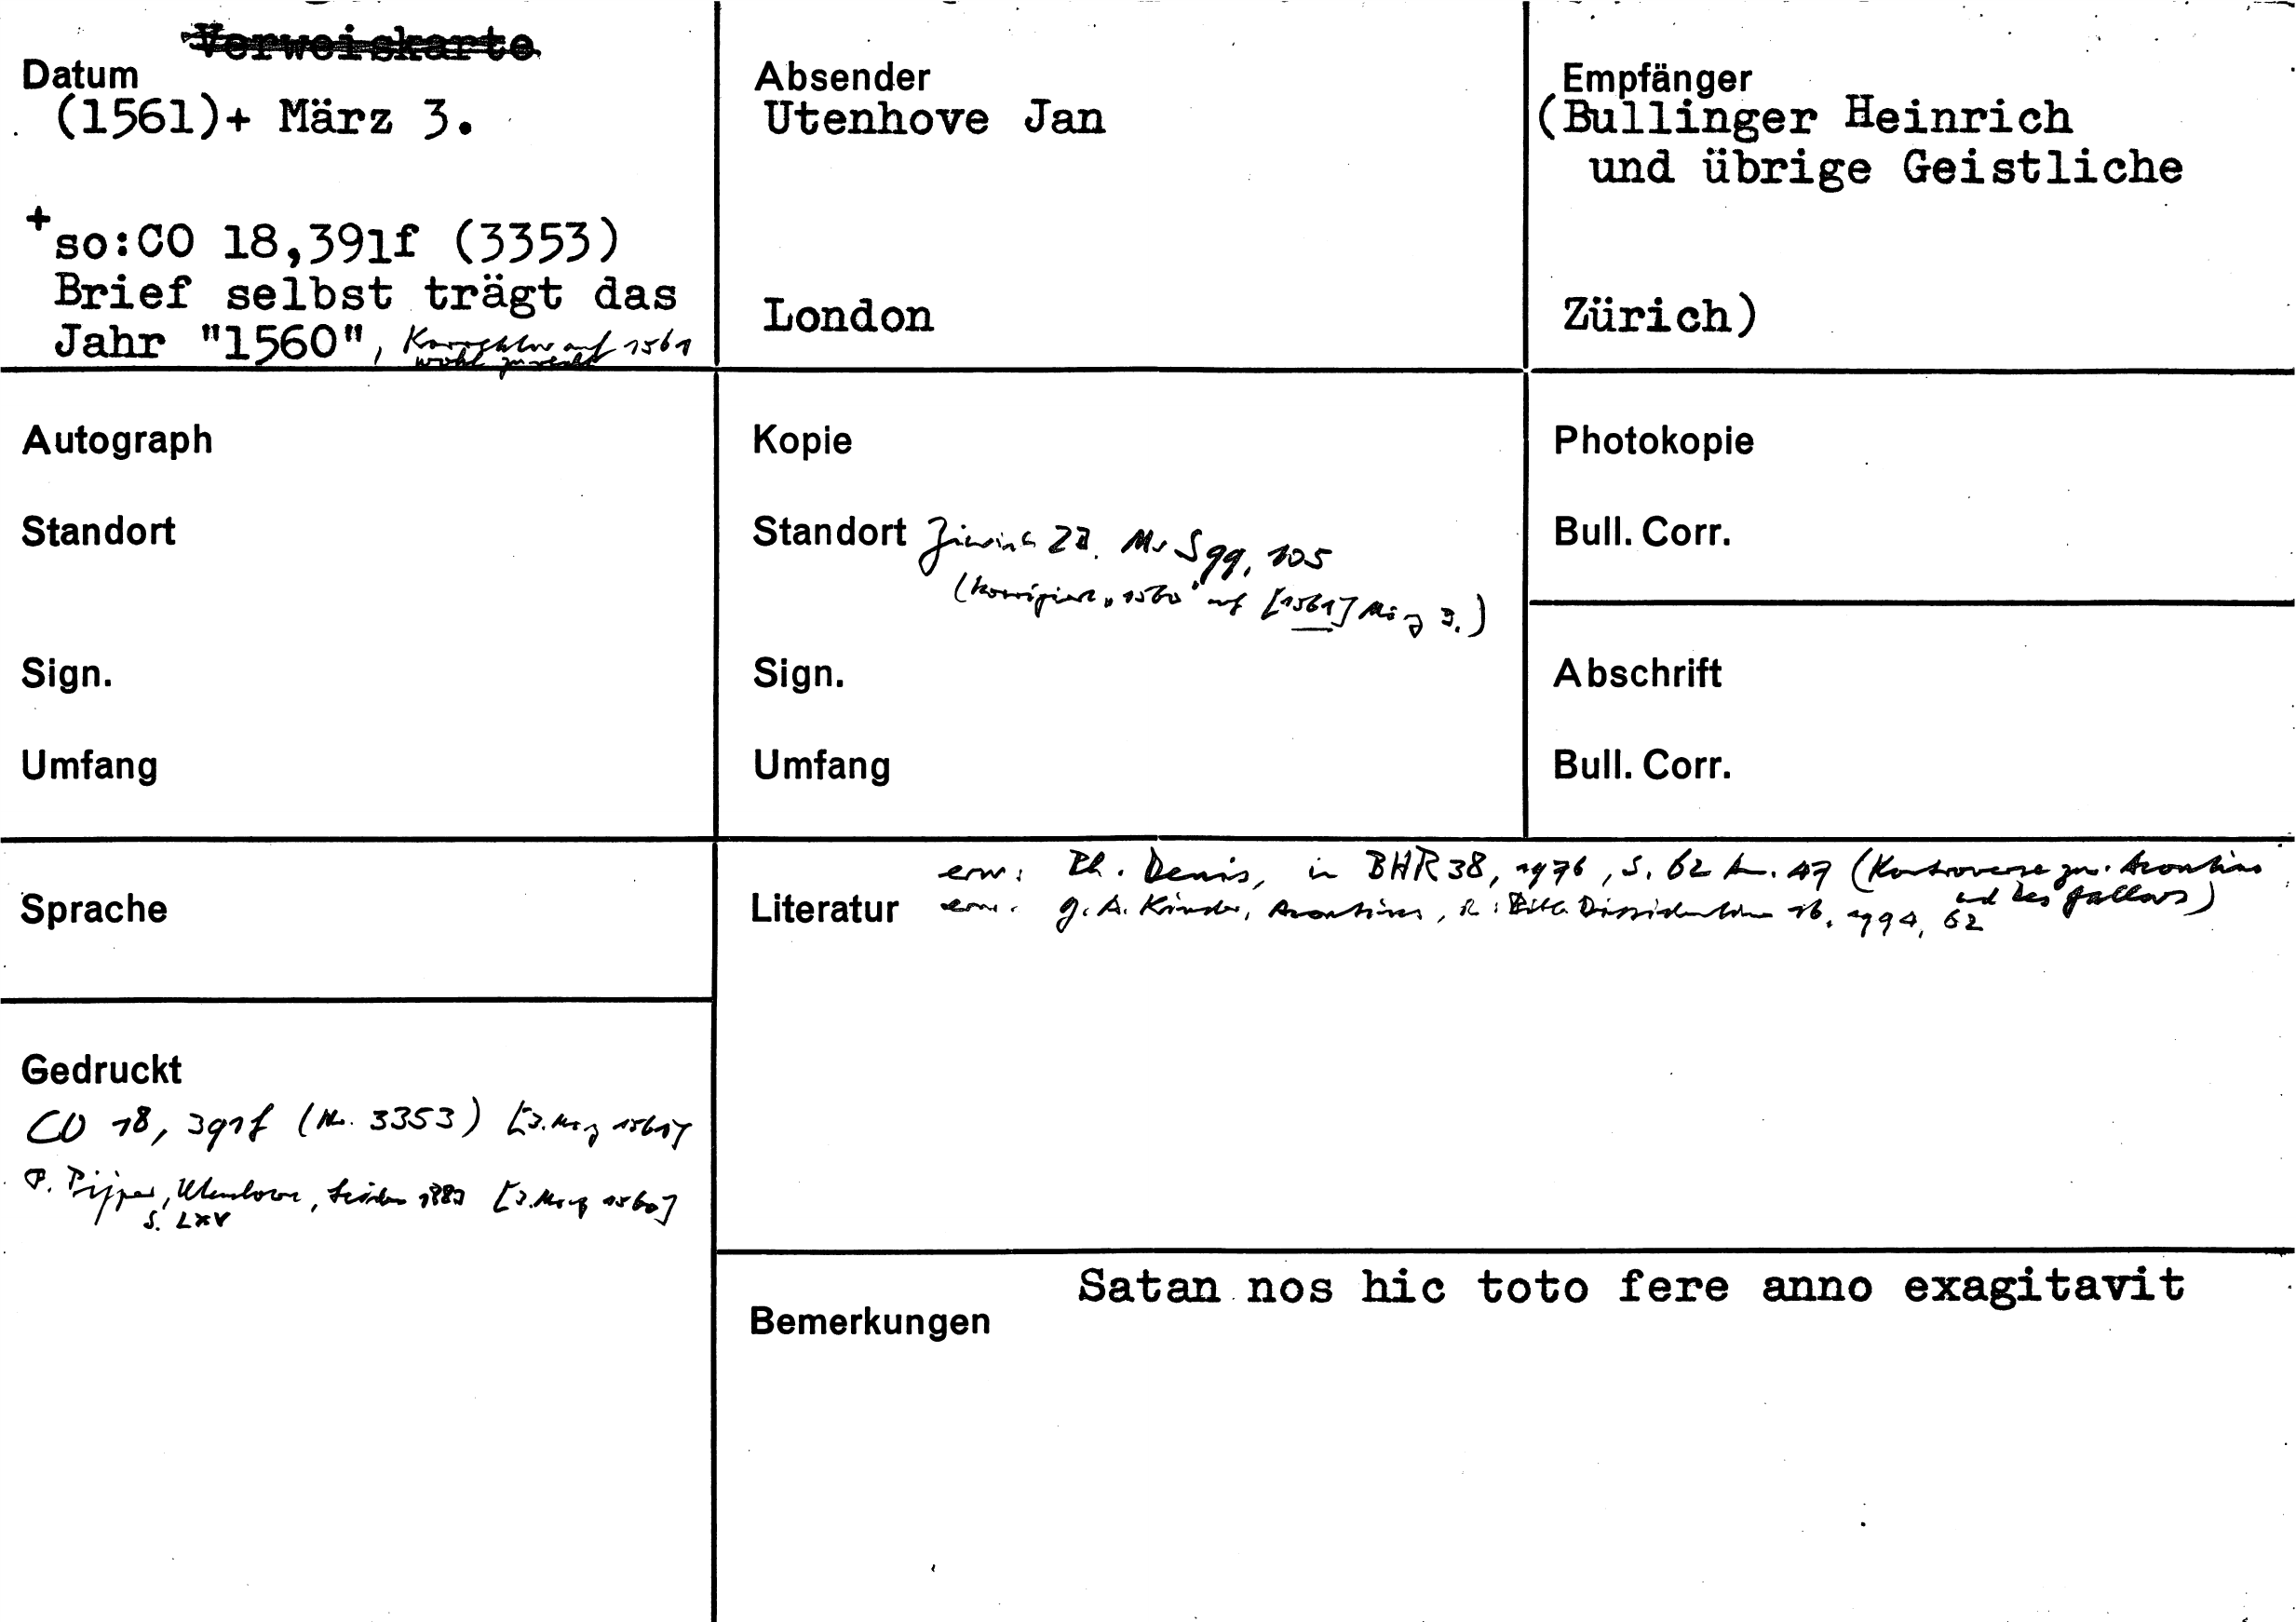 Verweiskarte
Datum
(1561)+ März 3.
+so:CO 18,391f (3353)
Brief selbst trägt das
Jahr "1560", Korrektur auf 1561
wohl zu recht
Absender
Utenhove Jan
London
Empfänger
(Bullinger Heinrich
und übrige Geistliche
Zürich)
Autograph
Standort
Sign.
Umfang
Kopie
Standort Zürich ZB. Ms S 99, 105
(korrigiert „1560“ auf [1561] März 3.)
Sign.
Umfang
Photokopie
Bull. Corr.
Abschrift
Bull. Corr.
Sprache
Literatur
erw: Ph. Denis, in BHR 38, 1976, S. 62 A. 47 (Kontroverse zw. Acontius
und des Gallars)
erw. G. A. Kinder, in: Bibl. Dissidentium 16, 1994, 62
Gedruckt
CO 18, 391f (Nr. 3353) [3. März 1561]
F. Pijper, Utenhove, Leiden 1883 [3. März 1560]
S. LXV
Bemerkungen
Satan nos hic toto fere anno exagitavit